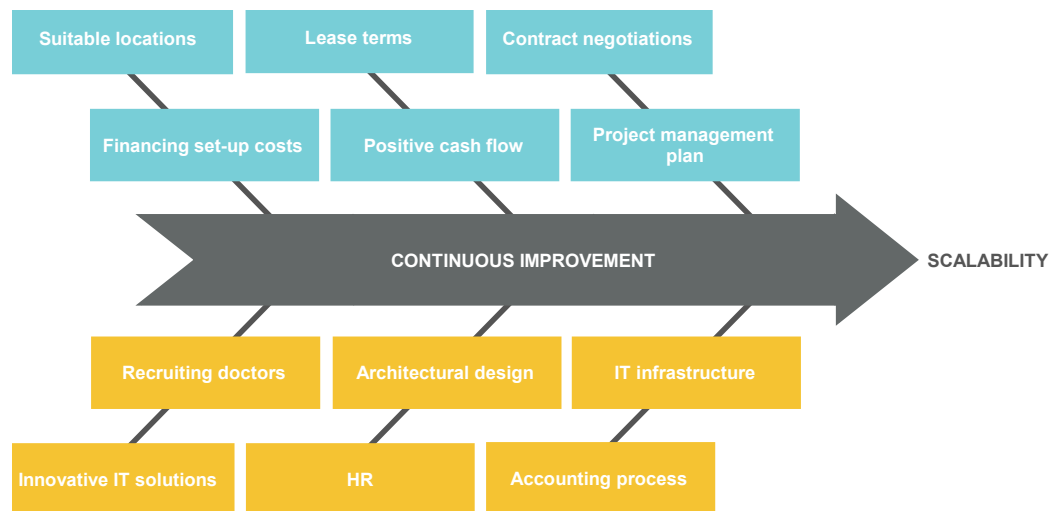 Suitable locations
Lease terms
Contract negotiations
Financing set-up costs
Positive cash flow
Project management
plan
CONTINUOUS IMPROVEMENT
SCALABILITY
Recruiting doctors
Architectural design
IT infrastructure
Innovative IT solutions
HR
Accounting process